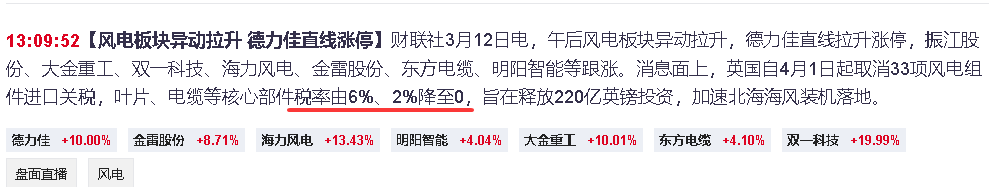 13:09:52【风电板块异动拉升 德力佳直线涨停】财联社3月12日电，午后风电板块异动拉升，德力佳直线拉升涨停，振江股
份、大金重工、双一科技、海力风电、金雷股份、东方电缆、明阳智能等跟涨。消息面上，英国自4月1日起取消33项风电组
件进口关税，叶片、电缆等核心部件税率由6%、2%降至0，旨在释放220亿英镑投资，加速北海海风装机落地。
德力佳 +10.00% 金雷股份 +8.71% 海力风电 +13.43% 明阳智能 +4.04% 大金重工 +10.01% 东方电缆 +4.10% 双一科技 +19.99%
盘面直播 风电